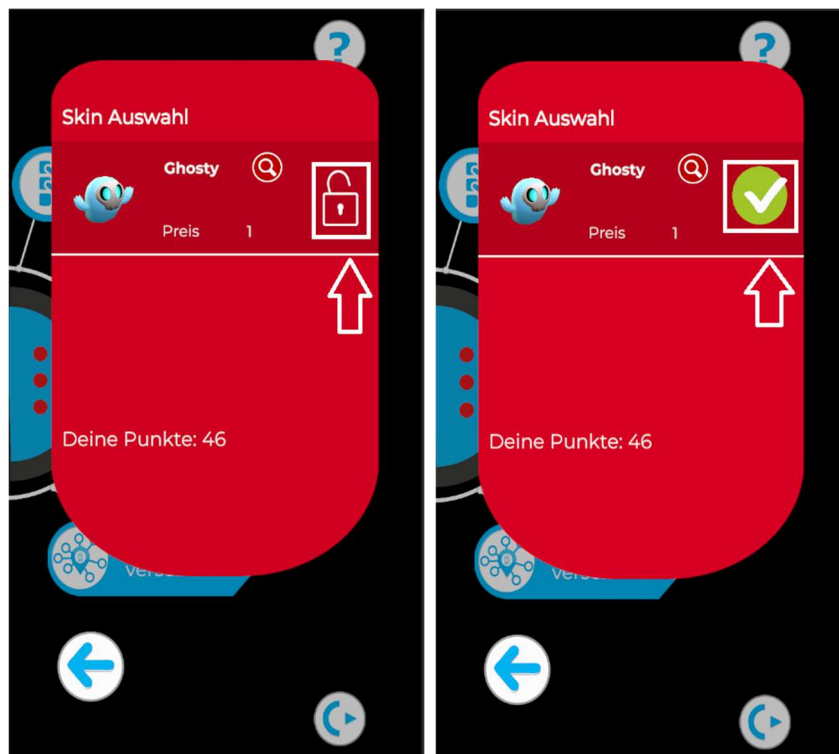 ?
Skin Auswahl
Ghosty
Preis 1
Deine Punkte: 46
?
Skin Auswahl
Ghosty
Preis 1
Deine Punkte: 46